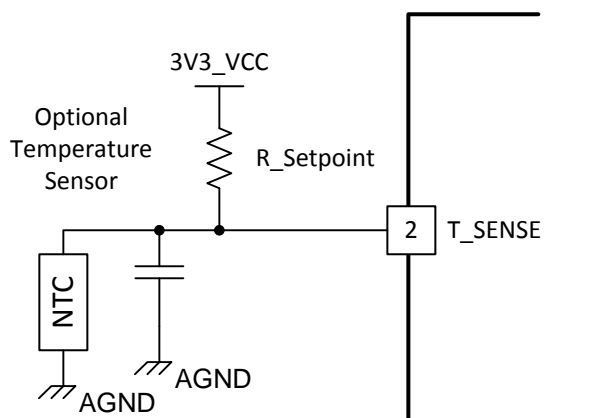 3V3_VCC
Optional
Temperature
Sensor
R_Setpoint
2
T_SENSE
NTC
AGND
AGND